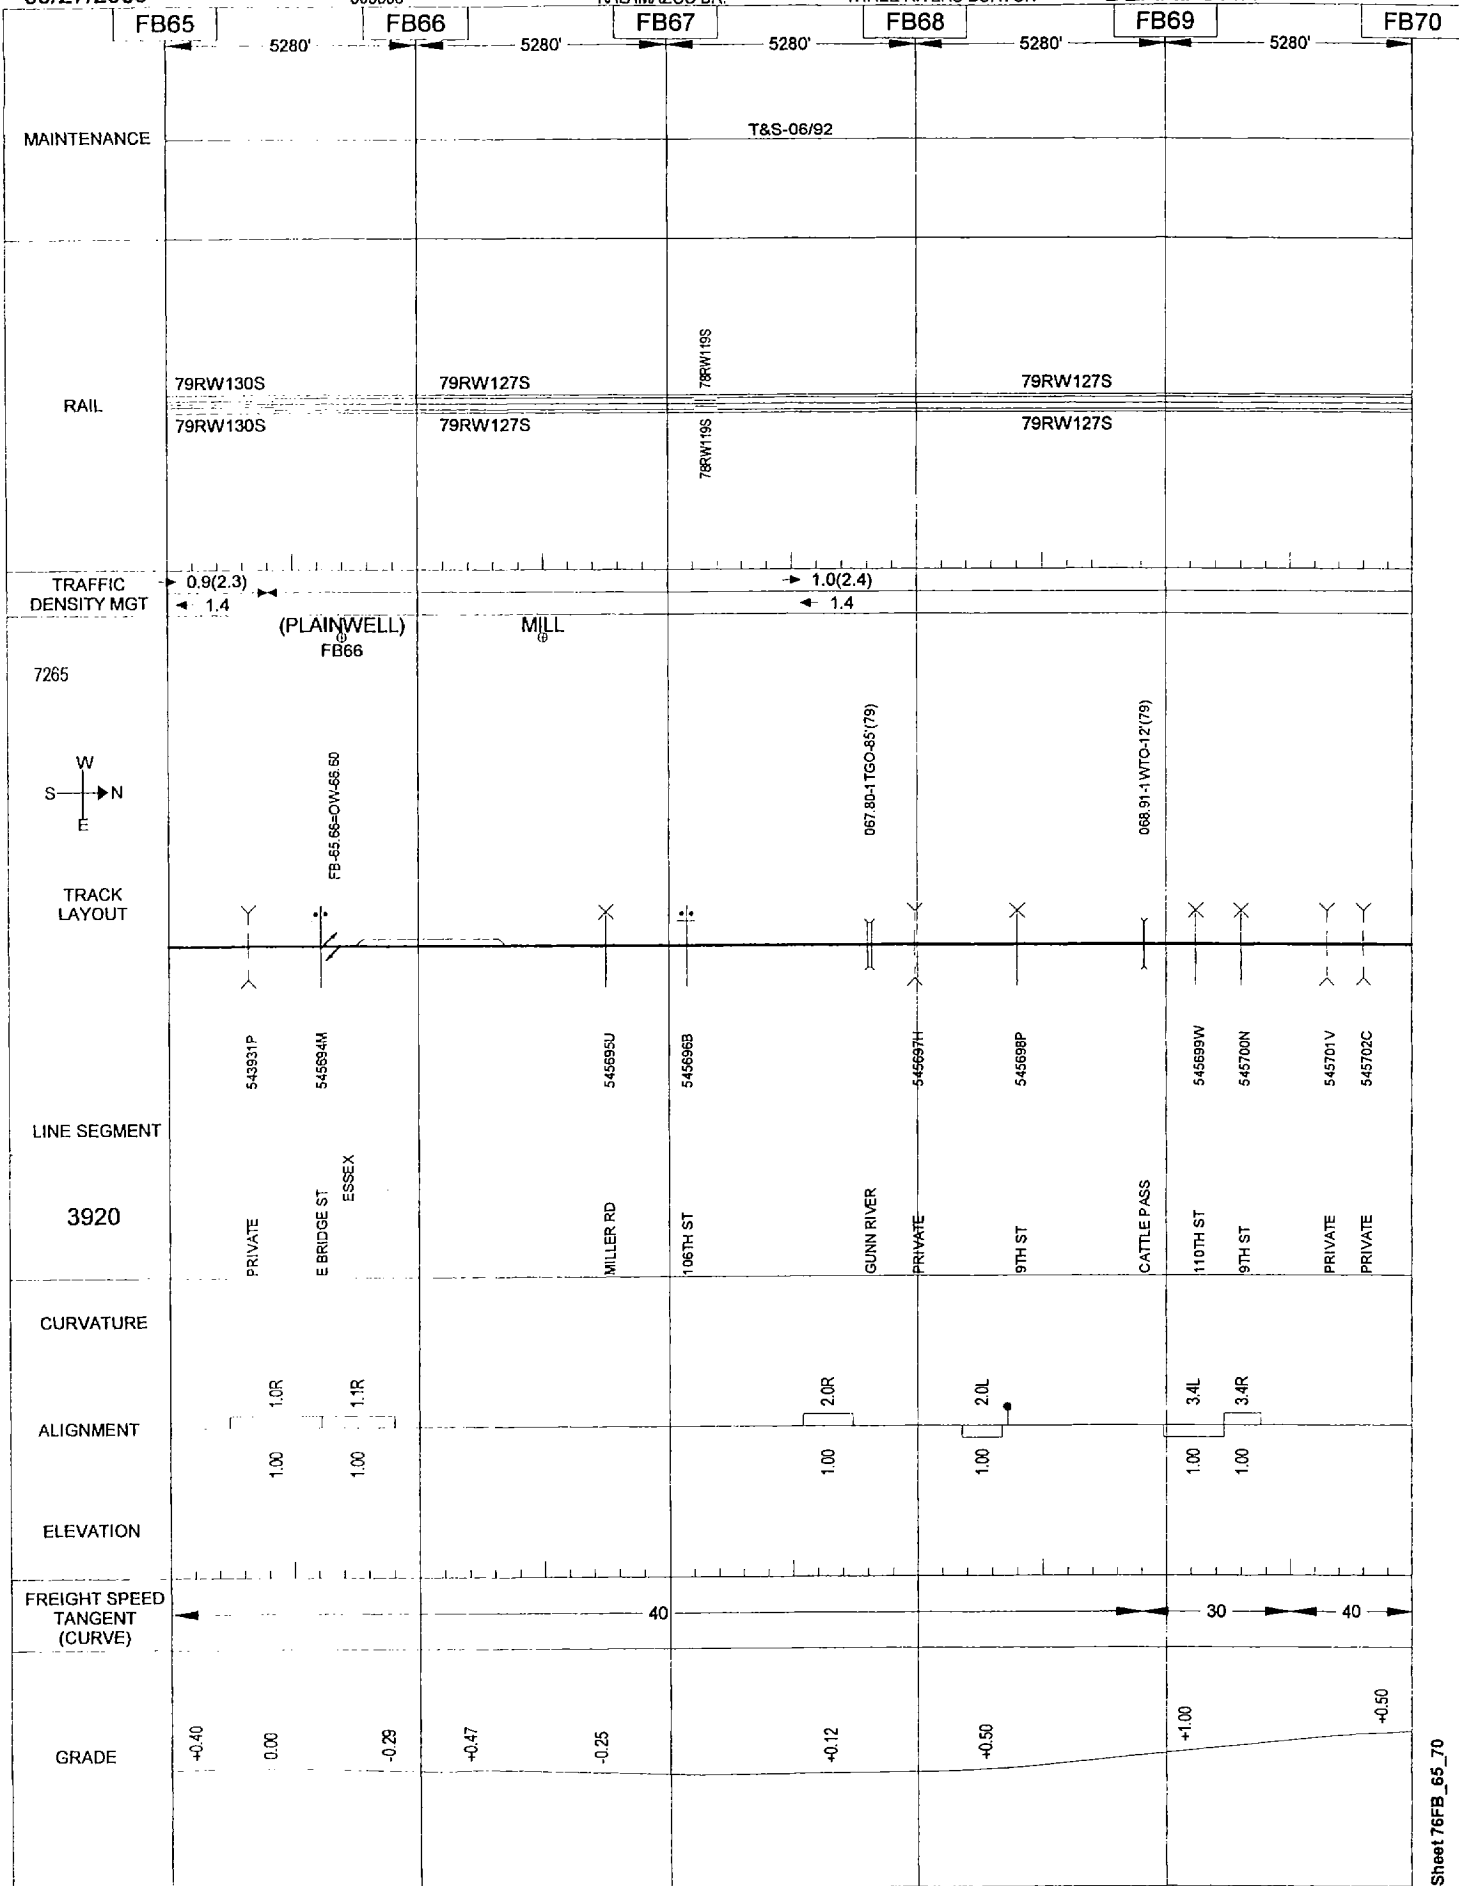 FB65 FB66 FB67 FB68 FB69 FB70
5280' 5280' 5280' 5280' 5280'
MAINTENANCE
T&S-06/92
RAIL
79RW130S 79RW127S 78RW119S 79RW127S
79RW130S 79RW127S 78RW119S 79RW127S
TRAFFIC
DENSITY MGT
0.9(2.3) 1.0(2.4)
1.4 1.4
(PLAINWELL) MILL
FB66
7265
W
S N
E
FB-65.66=OW-66.60
067.80-1TGO-85'(79)
068.91-1WTO-12'(79)
TRACK
LAYOUT
543931P 545694M 545695U 545696B 545697H 545698P 545699W 545700N 545701V 545702C
LINE SEGMENT
3920
PRIVATE E BRIDGE ST ESSEX MILLER RD 106TH ST GUNN RIVER PRIVATE 9TH ST CATTLE PASS 110TH ST 9TH ST PRIVATE PRIVATE
CURVATURE
1.0R 1.1R 2.0R 2.0L 3.4L 3.4R
ALIGNMENT
1.00 1.00 1.00 1.00 1.00 1.00
ELEVATION
FREIGHT SPEED
TANGENT
(CURVE)
40 30 40
GRADE
+0.40 0.00 -0.29 +0.47 -0.25 +0.12 +0.50 +1.00 +0.50
Sheet 76FB_65_70